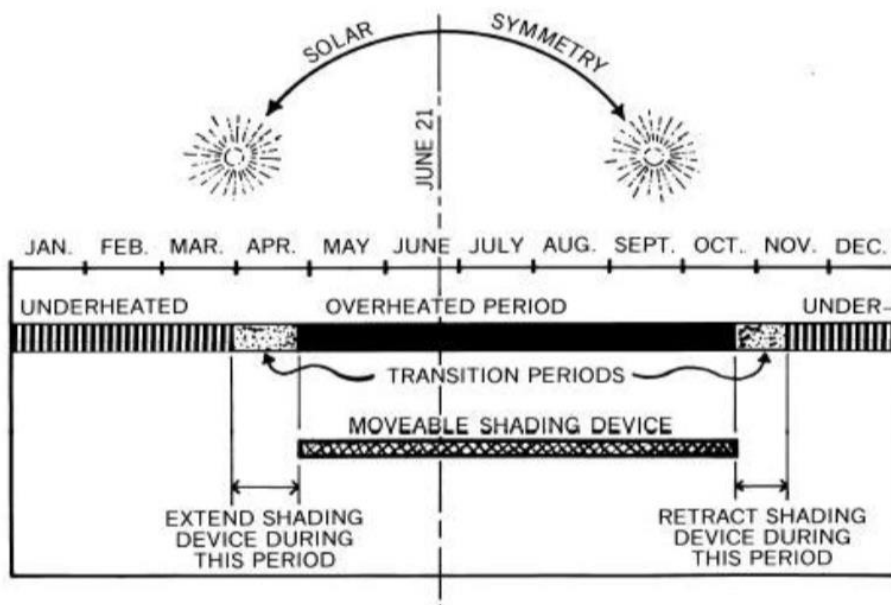 SOLAR SYMMETRY
JUNE 21
JAN. FEB. MAR. APR. MAY JUNE JULY AUG. SEPT. OCT. NOV. DEC.
UNDERHEATED OVERHEATED PERIOD UNDER-
TRANSITION PERIODS
MOVEABLE SHADING DEVICE
EXTEND SHADING
DEVICE DURING
THIS PERIOD
RETRACT SHADING
DEVICE DURING
THIS PERIOD